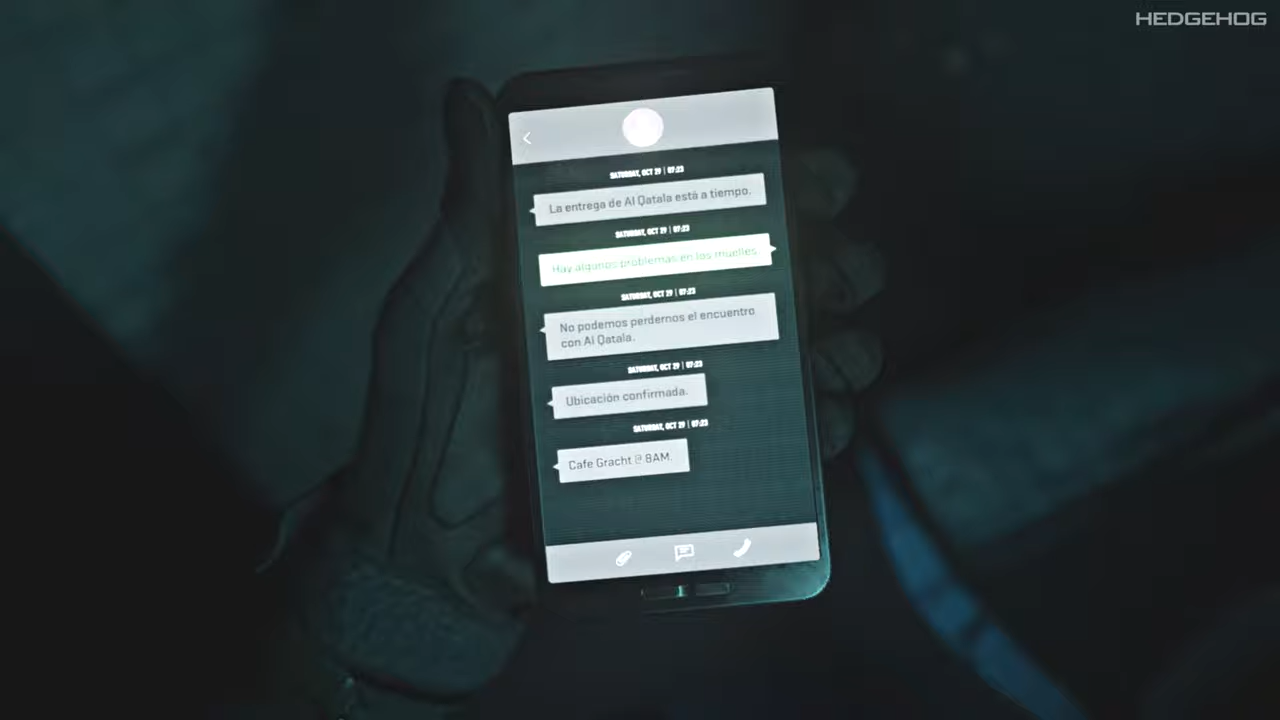 HEDGEHOG
SATURDAY, OCT 29 | 07:23
La entrega de Al Qatala está a tiempo.
SATURDAY, OCT 29 | 07:23
Hay algunos problemas en los muelles.
SATURDAY, OCT 29 | 07:23
No podemos perdernos el encuentro
con Al Qatala.
SATURDAY, OCT 29 | 07:23
Ubicación confirmada.
SATURDAY, OCT 29 | 07:23
Cafe Gracht @ 8AM.